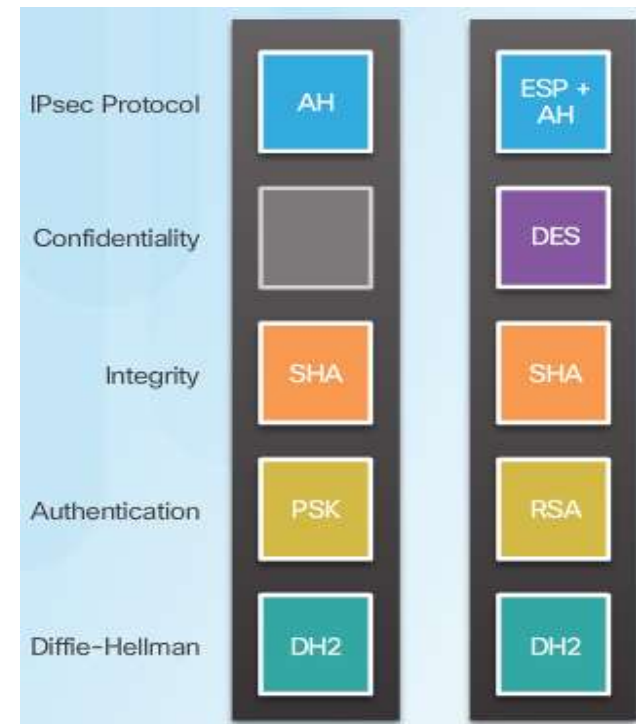 IPsec Protocol AH ESP +
AH
Confidentiality DES
Integrity SHA SHA
Authentication PSK RSA
Diffie-Hellman DH2 DH2